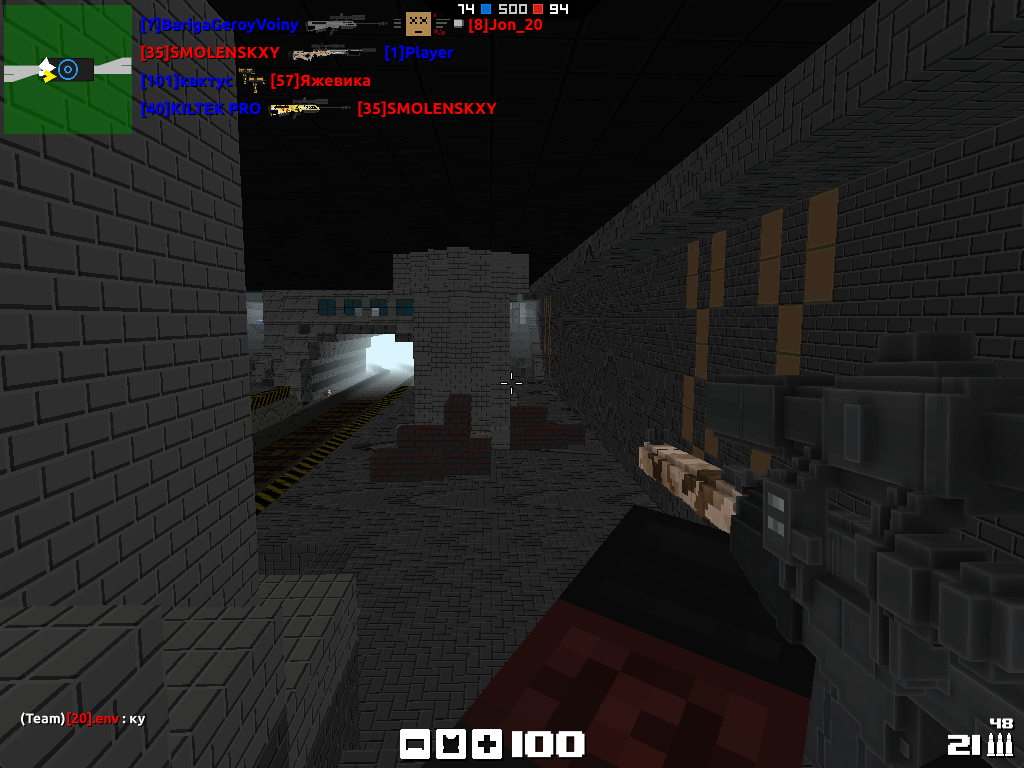 74 500 94
[7]BarigaGeroyVoiny [8]Jon_20
[35]SMOLENSKXY [1]Player
[101]кактус [57]Яжевика
[40]KILTEK PRO [35]SMOLENSKXY
(Team)[20].env : ку
48
100 21